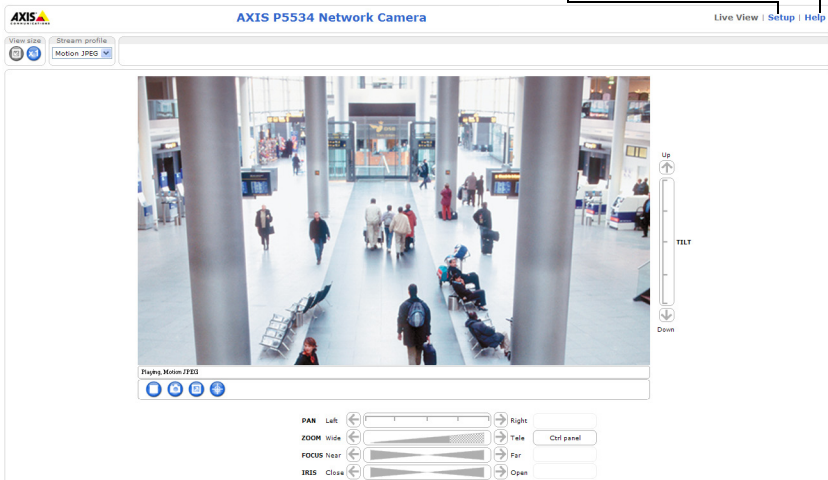 AXIS
COMMUNICATIONS
AXIS P5534 Network Camera
Live View | Setup | Help
View size
Stream profile
x1
Motion JPEG
Up
TILT
Down
Playing, Motion JPEG
PAN Left Right
ZOOM Wide Tele Ctrl panel
FOCUS Near Far
IRIS Close Open